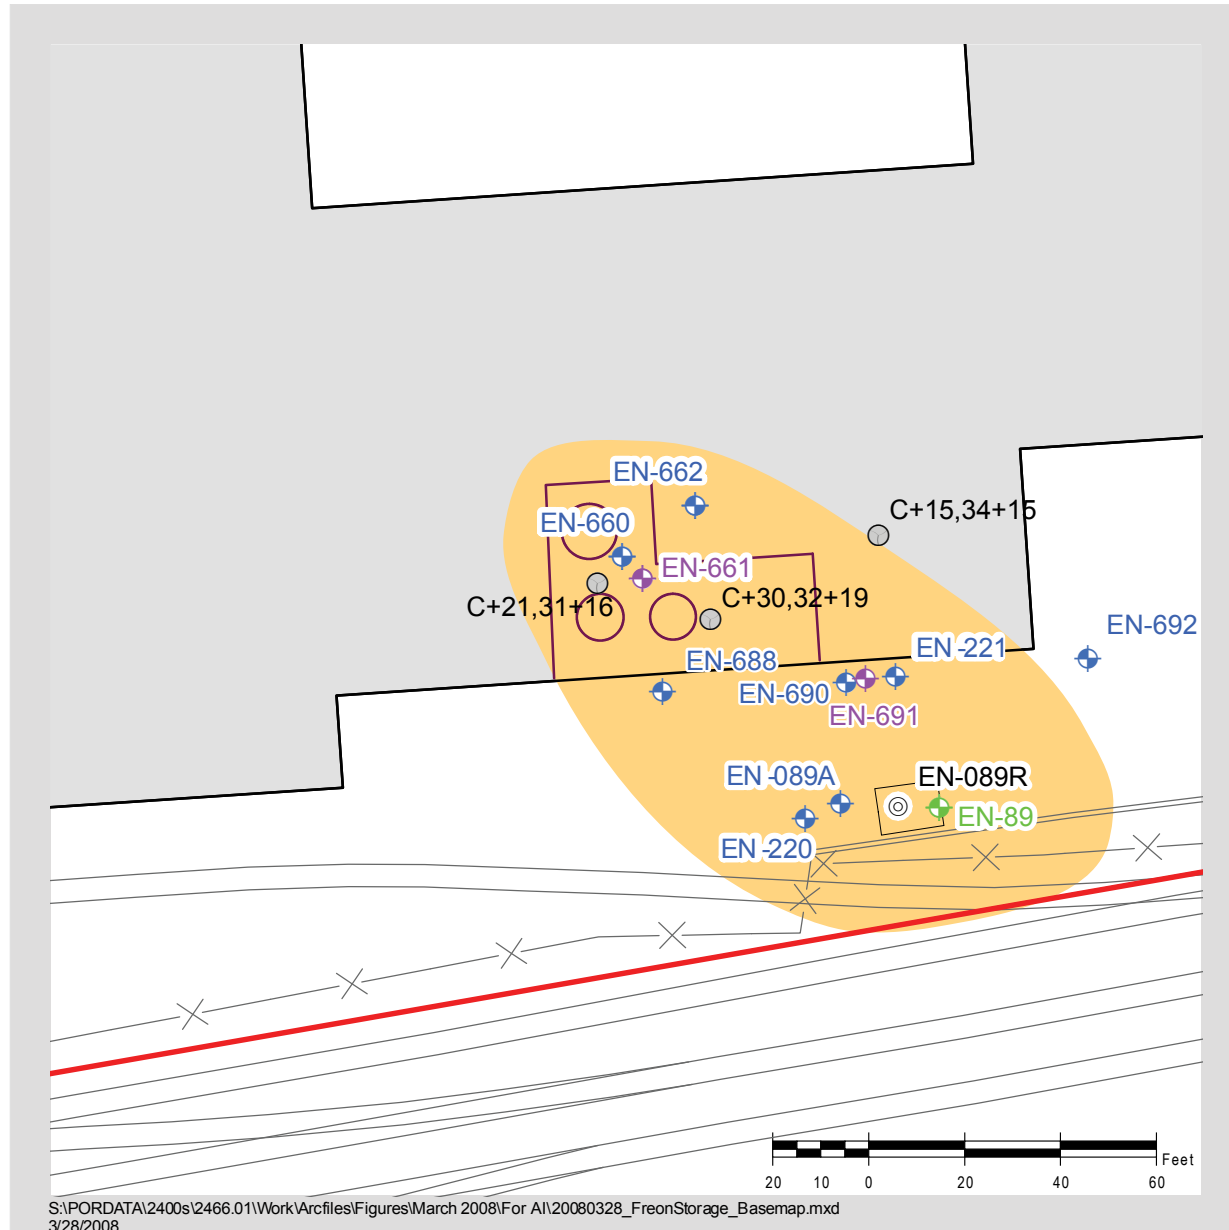 EN-662
C+15,34+15
EN-660
EN-661
C+21,31+16
C+30,32+19
EN-692
EN-688
EN-221
EN-690
EN-691
EN-089A
EN-089R
EN-89
EN-220
Feet
20 10 0 20 40 60
S:\PORDATA\2400s\2466.01\Work\Arcfiles\Figures\March 2008\For AI\20080328_FreonStorage_Basemap.mxd
3/28/2008